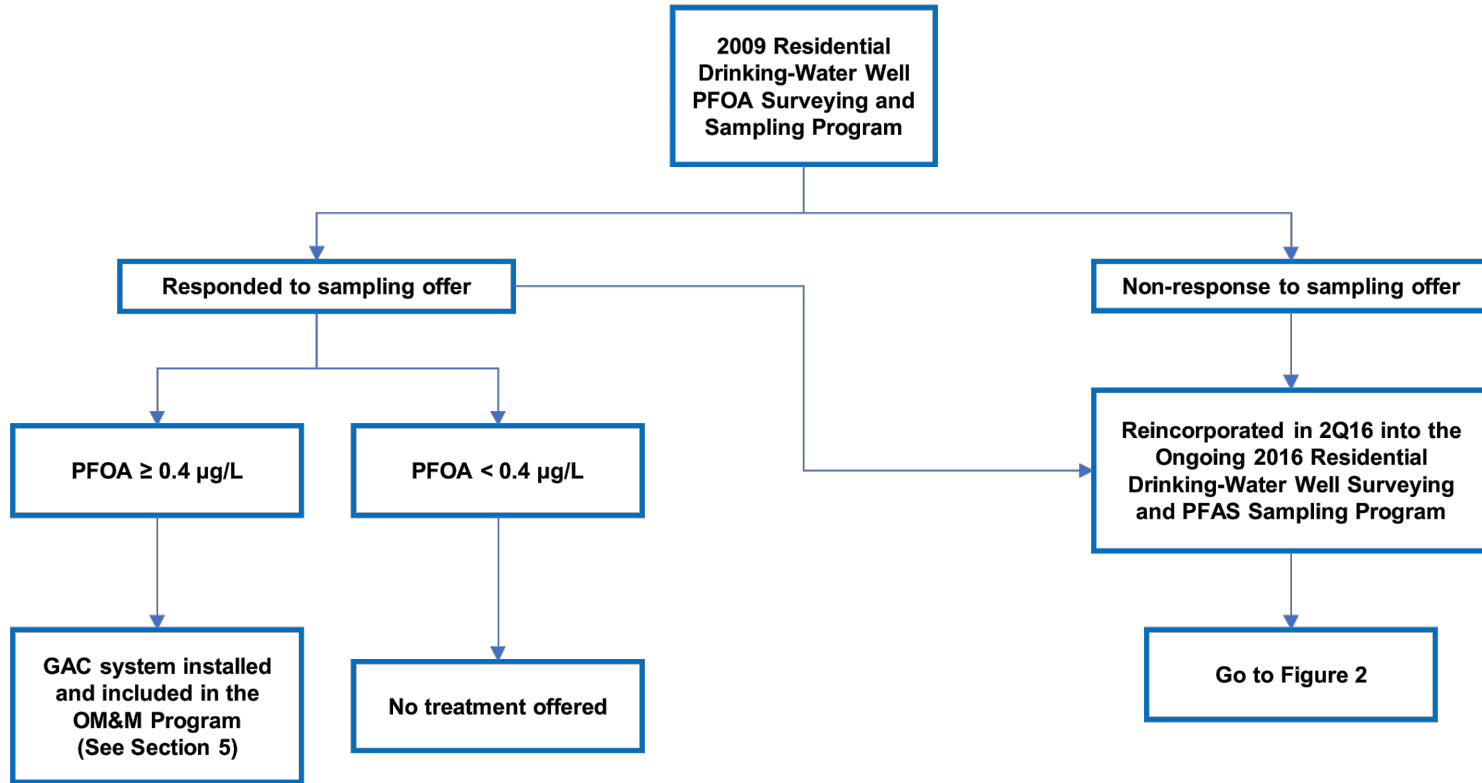 2009 Residential
Drinking-Water Well
PFOA Surveying and
Sampling Program
Responded to sampling offer
Non-response to sampling offer
PFOA ≥ 0.4 µg/L
PFOA < 0.4 µg/L
Reincorporated in 2Q16 into the
Ongoing 2016 Residential
Drinking-Water Well Surveying
and PFAS Sampling Program
GAC system installed
and included in the
OM&M Program
(See Section 5)
No treatment offered
Go to Figure 2